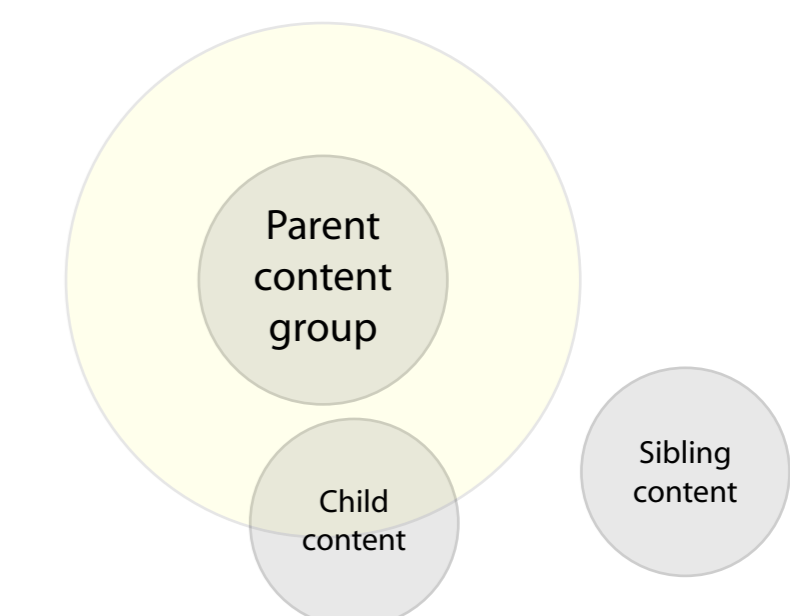 Parent
content
group
Sibling
content
Child
content